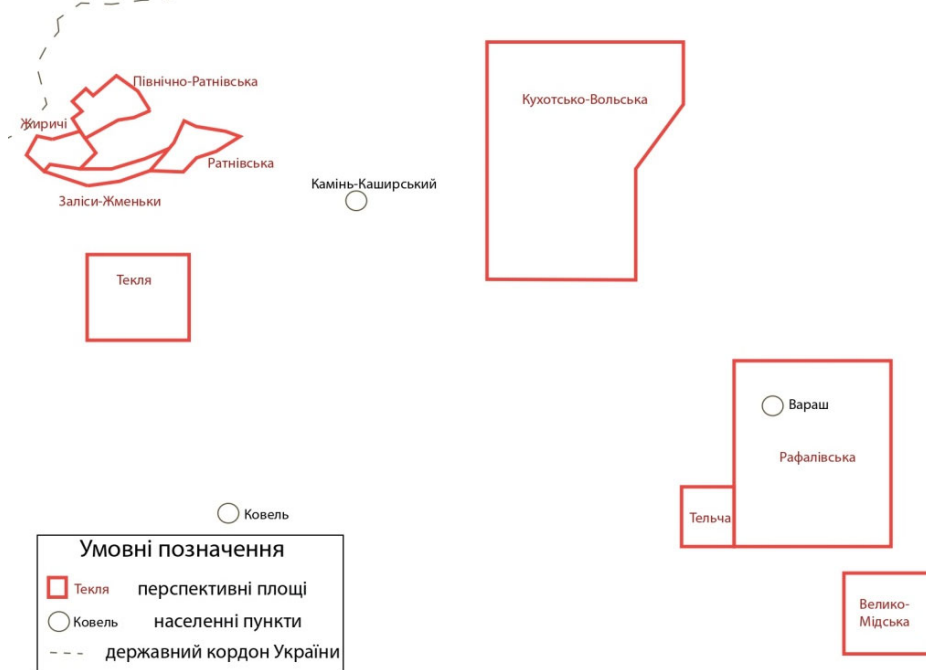 Північно-Ратнівська
Кухотсько-Вольська
Жиричі
Ратнівська
Камінь-Каширський
Заліси-Жменьки
Текля
Вараш
Рафалівська
Ковель
Тельча
Умовні позначення
Текля перспективні площі
Ковель населенні пункти
державний кордон України
Велико-
Мідська